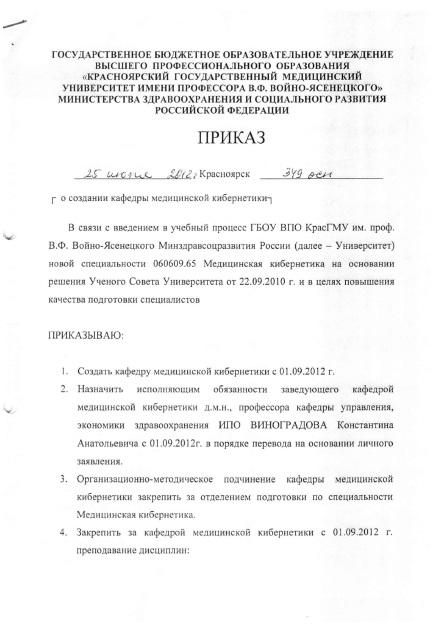 ГОСУДАРСТВЕННОЕ БЮДЖЕТНОЕ ОБРАЗОВАТЕЛЬНОЕ УЧРЕЖДЕНИЕ
ВЫСШЕГО ПРОФЕССИОНАЛЬНОГО ОБРАЗОВАНИЯ
«КРАСНОЯРСКИЙ ГОСУДАРСТВЕННЫЙ МЕДИЦИНСКИЙ
УНИВЕРСИТЕТ ИМЕНИ ПРОФЕССОРА В.Ф. ВОЙНО-ЯСЕНЕЦКОГО»
МИНИСТЕРСТВА ЗДРАВООХРАНЕНИЯ И СОЦИАЛЬНОГО РАЗВИТИЯ
РОССИЙСКОЙ ФЕДЕРАЦИИ
ПРИКАЗ
25 июня 2012г Красноярск 349 осн
о создании кафедры медицинской кибернетики
В связи с введением в учебный процесс ГБОУ ВПО КрасГМУ им. проф.
В.Ф. Войно-Ясенецкого Минздравсоцразвития России (далее – Университет)
новой специальности 060609.65 Медицинская кибернетика на основании
решения Ученого Совета Университета от 22.09.2010 г. и в целях повышения
качества подготовки специалистов
ПРИКАЗЫВАЮ:
1. Создать кафедру медицинской кибернетики с 01.09.2012 г.
2. Назначить исполняющим обязанности заведующего кафедрой
медицинской кибернетики д.м.н., профессора кафедры управления,
экономики здравоохранения ИПО ВИНОГРАДОВА Константина
Анатольевича с 01.09.2012г. в порядке перевода на основании личного
заявления.
3. Организационно-методическое подчинение кафедры медицинской
кибернетики закрепить за отделением подготовки по специальности
Медицинская кибернетика.
4. Закрепить за кафедрой медицинской кибернетики с 01.09.2012 г.
преподавание дисциплин: